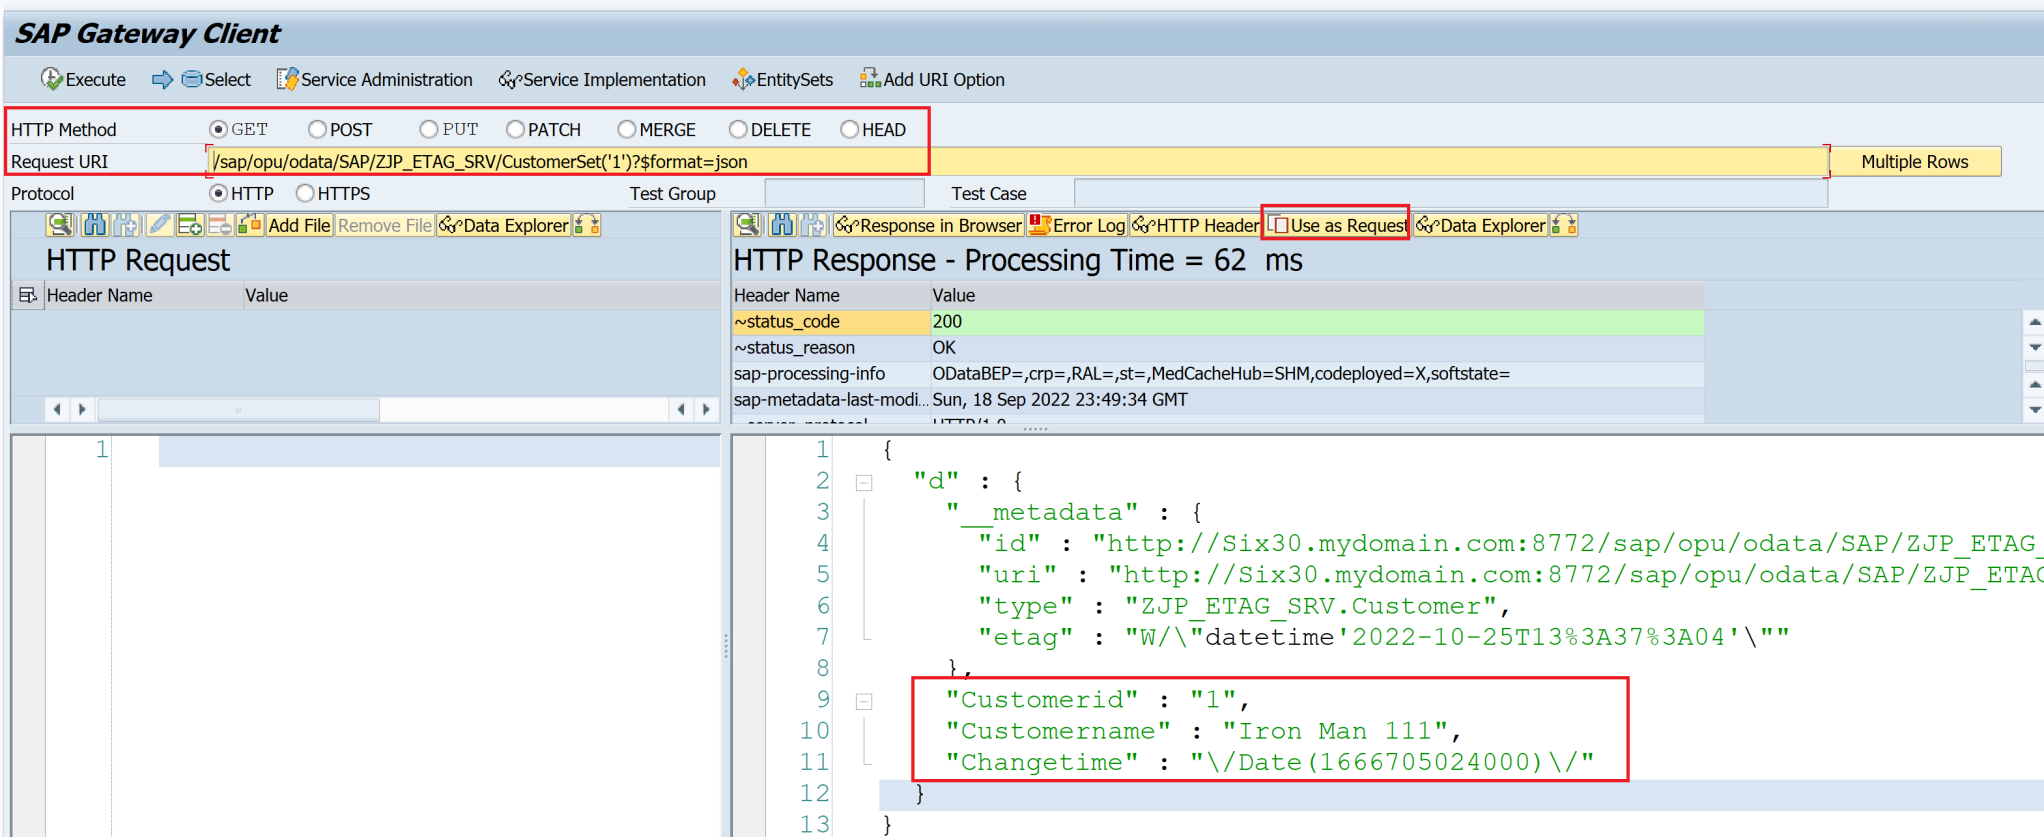 SAP Gateway Client
Execute Select Service Administration Service Implementation EntitySets Add URI Option
HTTP Method GET POST PUT PATCH MERGE DELETE HEAD
Request URI /sap/opu/odata/SAP/ZJP_ETAG_SRV/CustomerSet('1')?$format=json Multiple Rows
Protocol HTTP HTTPS Test Group Test Case
Add File Remove File Data Explorer Response in Browser Error Log HTTP Header Use as Request Data Explorer
HTTP Request
Header Name Value
1
HTTP Response - Processing Time = 62 ms
Header Name Value
~status_code 200
~status_reason OK
sap-processing-info ODataBEP=,crp=,RAL=,st=,MedCacheHub=SHM,codeployed=X,softstate=
sap-metadata-last-modi... Sun, 18 Sep 2022 23:49:34 GMT
1 {
2 "d" : {
3 "__metadata" : {
4 "id" : "http://Six30.mydomain.com:8772/sap/opu/odata/SAP/ZJP_ETAG_
5 "uri" : "http://Six30.mydomain.com:8772/sap/opu/odata/SAP/ZJP_ETAG
6 "type" : "ZJP_ETAG_SRV.Customer",
7 "etag" : "W/\"datetime'2022-10-25T13%3A37%3A04'\""
8 },
9 "Customerid" : "1",
10 "Customername" : "Iron Man 111",
11 "Changetime" : "\/Date(1666705024000)\/"
12 }
13 }